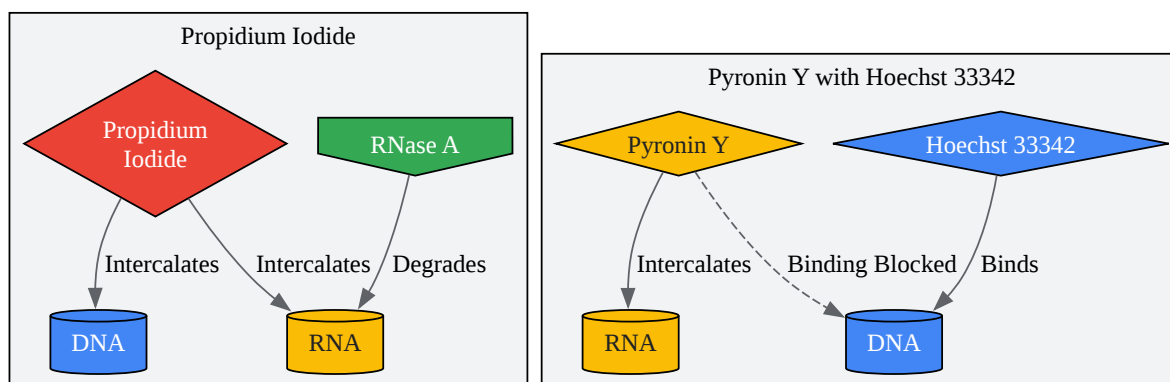 Propidium Iodide
Propidium
Iodide
RNase A
Intercalates
Intercalates
Degrades
DNA
RNA
Pyronin Y with Hoechst 33342
Pyronin Y
Hoechst 33342
Intercalates
Binding Blocked
Binds
RNA
DNA